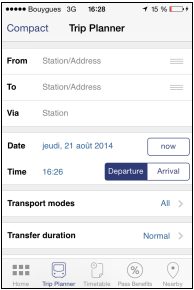 Bouygues 3G 16:28 15 %
Compact Trip Planner
From Station/Address
To Station/Address
Via Station
Date jeudi, 21 août 2014 now
Time 16:26 Departure Arrival
Transport modes All
Transfer duration Normal
Home Trip Planner Timetable Pass Benefits Nearby